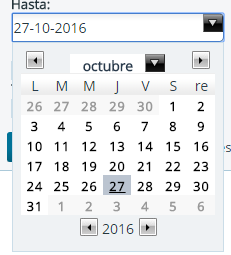 Hasta:
27-10-2016
octubre
L M M J V S re
26 27 28 29 30 1 2
3 4 5 6 7 8 9
10 11 12 13 14 15 16
17 18 19 20 21 22 23
24 25 26 27 28 29 30
31 1 2 3 4 5 6
2016